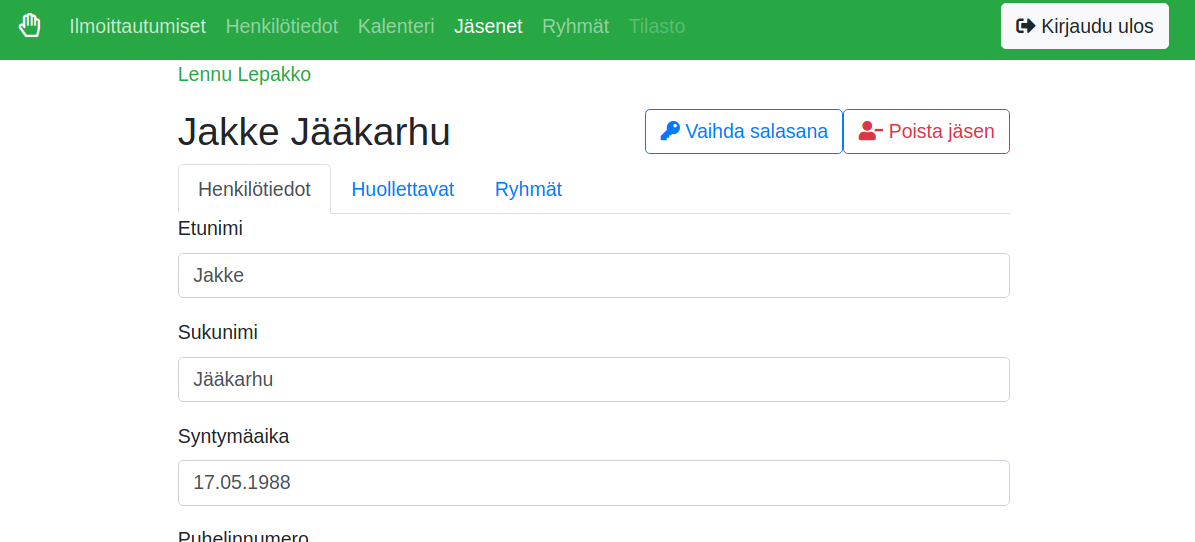 Ilmoittautumiset Henkilötiedot Kalenteri Jäsenet Ryhmät Tilasto Kirjaudu ulos
Lennu Lepakko
Jakke Jääkarhu Vaihda salasana Poista jäsen
Henkilötiedot Huollettavat Ryhmät
Etunimi
Jakke
Sukunimi
Jääkarhu
Syntymäaika
17.05.1988
Puhelinnumero